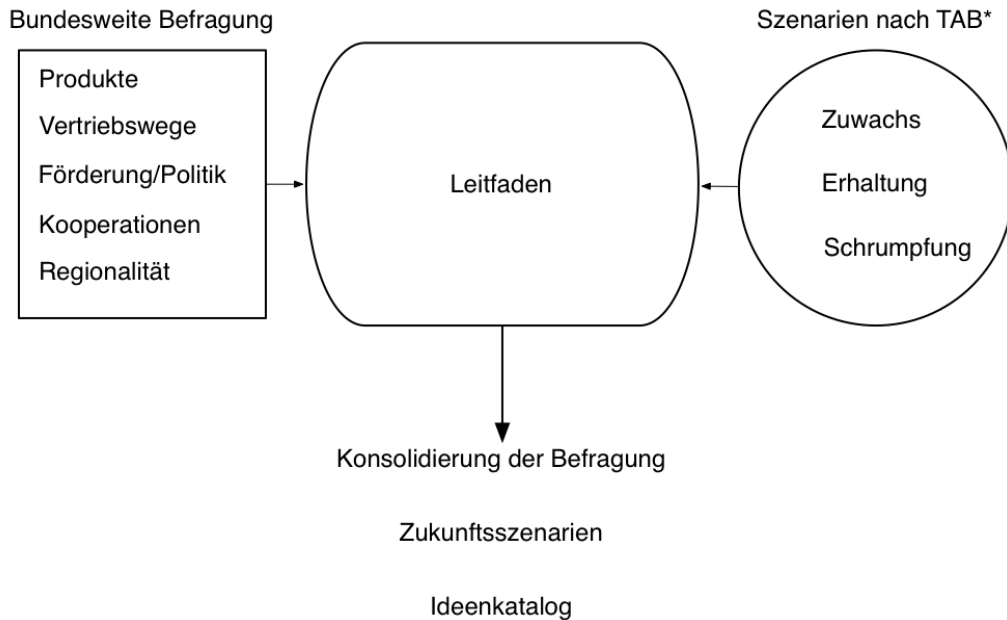 Bundesweite Befragung
Produkte
Vertriebswege
Förderung/Politik
Kooperationen
Regionalität
Leitfaden
Szenarien nach TAB*
Zuwachs
Erhaltung
Schrumpfung
Konsolidierung der Befragung
Zukunftsszenarien
Ideenkatalog